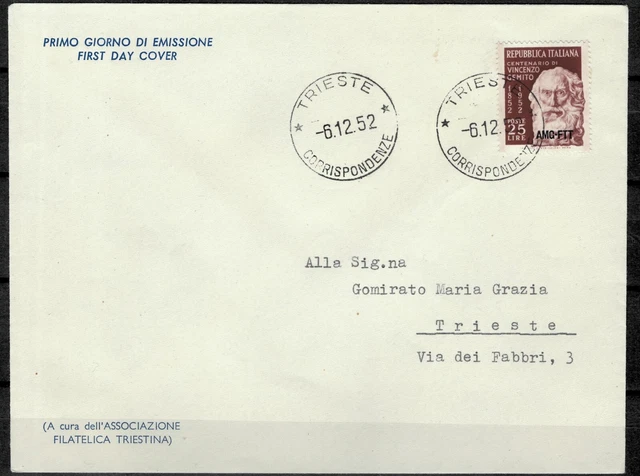 PRIMO GIORNO DI EMISSIONE
FIRST DAY COVER
TRIESTE
-6.12.52
CORRISPONDENZE
TRIESTE
-6.12.
CORRISPONDENZE
REPUBBLICA ITALIANA
CENTENARIO DI
VINCENZO
GEMITO
1852 1952
POSTE
25
LIRE
AMG-FTT
Alla Sig.na
Gomirato Maria Grazia
Trieste
Via dei Fabbri, 3
(A cura dell'ASSOCIAZIONE
FILATELICA TRIESTINA)